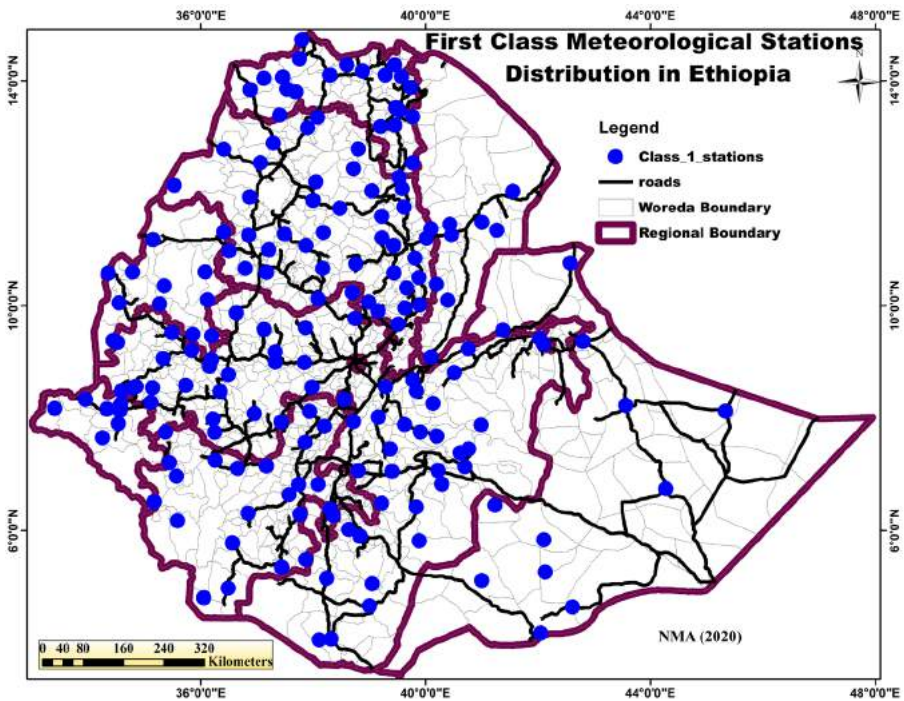 36°0'0"E 40°0'0"E 44°0'0"E 48°0'0"E
First Class Meteorological Stations
Distribution in Ethiopia
N
14°0'0"N
14°0'0"N
Legend
Class_1_stations
roads
Woreda Boundary
Regional Boundary
10°0'0"N
10°0'0"N
6°0'0"N
6°0'0"N
NMA (2020)
0 40 80 160 240 320
Kilometers
36°0'0"E 40°0'0"E 44°0'0"E 48°0'0"E